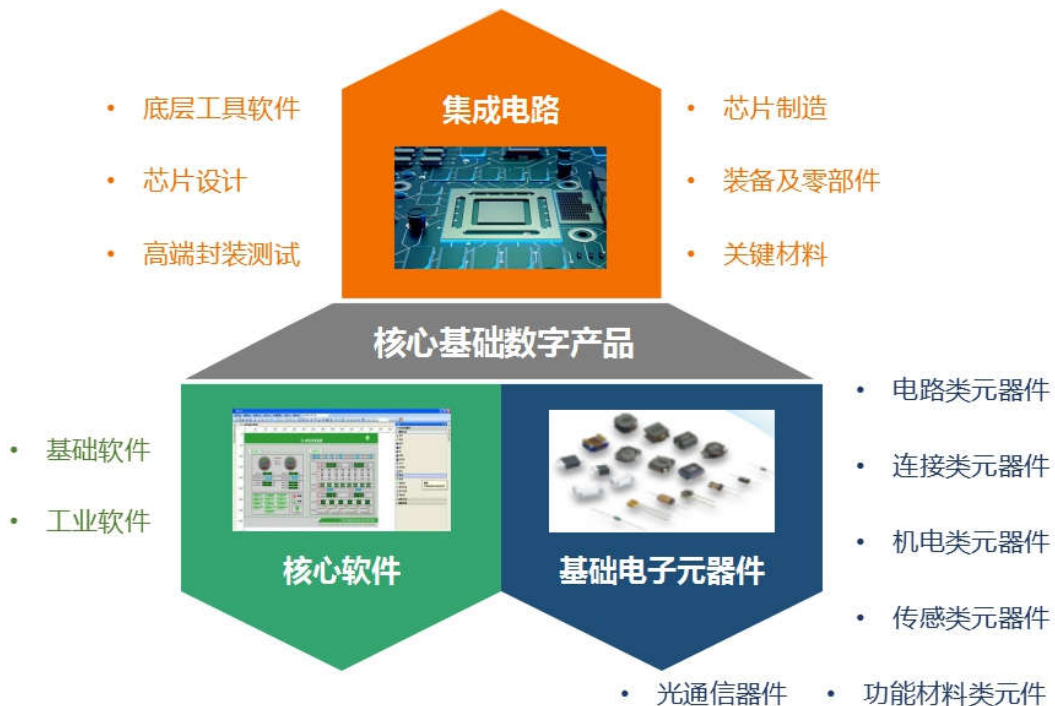 集成电路
• 底层工具软件
• 芯片设计
• 高端封装测试
• 芯片制造
• 装备及零部件
• 关键材料
核心基础数字产品
• 基础软件
• 工业软件
核心软件
基础电子元器件
• 电路类元器件
• 连接类元器件
• 机电类元器件
• 传感类元器件
• 光通信器件
• 功能材料类元件